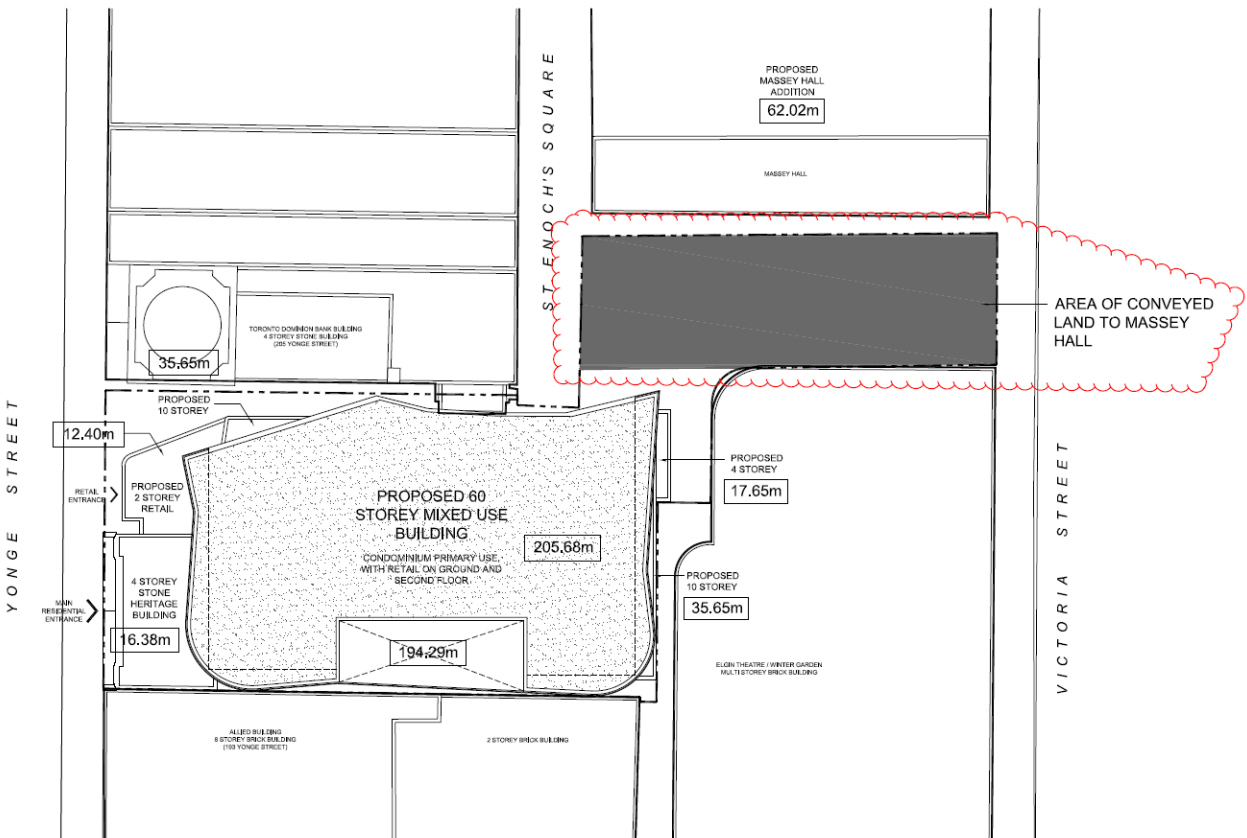 PROPOSED
MASSEY HALL
ADDITION
62.02m
MASSEY HALL
ST. ENOCH'S SQUARE
AREA OF CONVEYED
LAND TO MASSEY
HALL
TORONTO DOMINION BANK BUILDING
4 STOREY STONE BUILDING
(205 YONGE STREET)
35.65m
YONGE STREET
PROPOSED
10 STOREY
12.40m
RETAIL
ENTRANCE
PROPOSED
2 STOREY
RETAIL
PROPOSED 60
STOREY MIXED USE
BUILDING
CONDOMINIUM PRIMARY USE,
WITH RETAIL ON GROUND AND
SECOND FLOOR
205.68m
PROPOSED
4 STOREY
17.65m
VICTORIA STREET
MAIN
RESIDENTIAL
ENTRANCE
4 STOREY
STONE
HERITAGE
BUILDING
16.38m
194.29m
PROPOSED
10 STOREY
35.65m
ELGIN THEATRE / WINTER GARDEN
MULTI STOREY BRICK BUILDING
ALLIED BUILDING
8 STOREY BRICK BUILDING
(193 YONGE STREET)
2 STOREY BRICK BUILDING